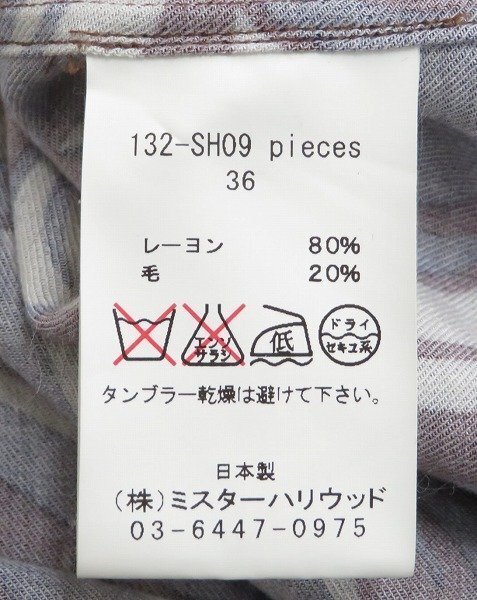 132-SH09 pieces
36
レーヨン 80%
毛 20%
エンソ
サラシ
低
ドライ
セキユ系
タンブラー乾燥は避けて下さい。
日本製
(株)ミスターハリウッド
03-6447-0975